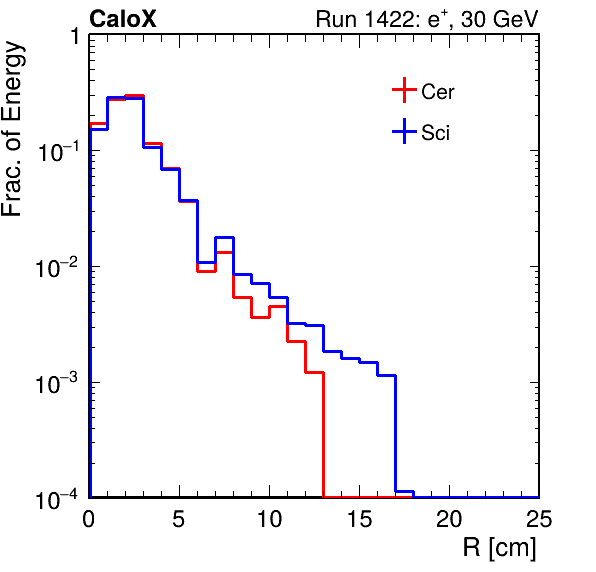 CaloX Run 1422: e⁺, 30 GeV
Frac. of Energy
1
10⁻¹
10⁻²
10⁻³
10⁻⁴
Cer
Sci
0 5 10 15 20 25
R [cm]